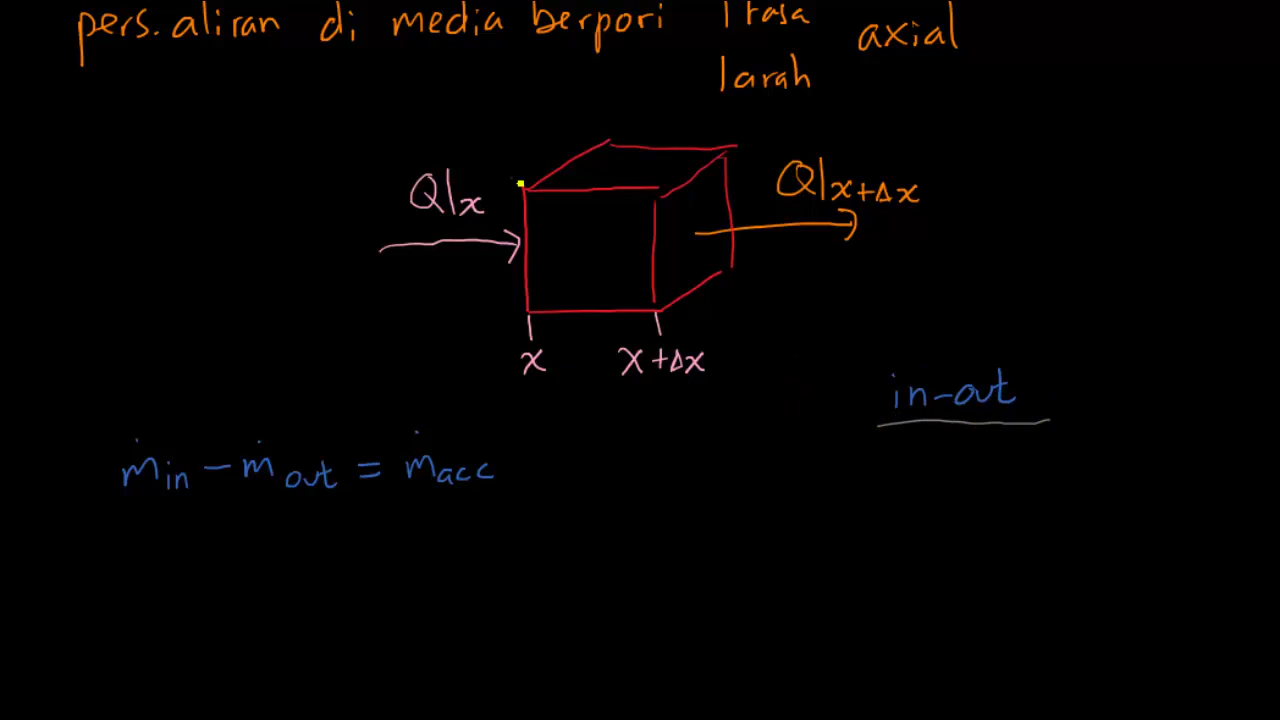 pers. aliran di media berpori 1 fasa axial
1 arah
Q|x
Q|x+Δx
x
x+Δx
in-out
ṁin - ṁout = ṁacc